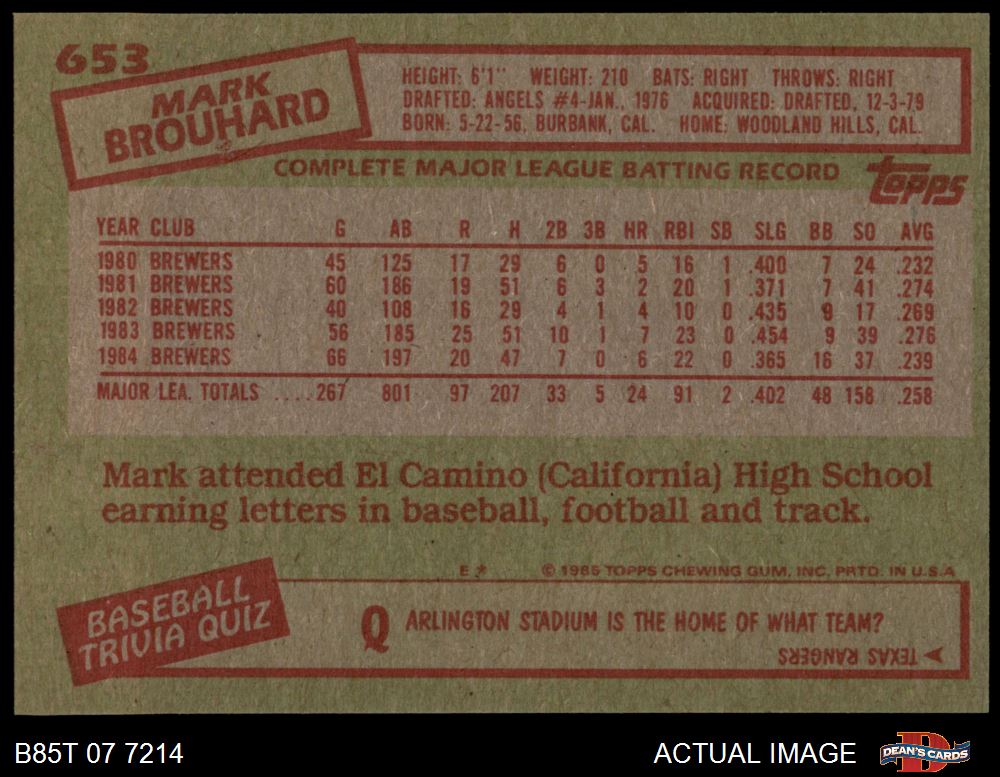 653
MARK
BROUHARD
HEIGHT: 6'1" WEIGHT: 210 BATS: RIGHT THROWS: RIGHT
DRAFTED: ANGELS #4-JAN., 1976 ACQUIRED: DRAFTED, 12-3-79
BORN: 5-22-56, BURBANK, CAL. HOME: WOODLAND HILLS, CAL.
COMPLETE MAJOR LEAGUE BATTING RECORD
topps
YEAR CLUB G AB R H 2B 3B HR RBI SB SLG BB SO AVG
1980 BREWERS 45 125 17 29 6 0 5 16 1 .400 7 24 .232
1981 BREWERS 60 186 19 51 6 3 2 20 1 .371 7 41 .274
1982 BREWERS 40 108 16 29 4 1 4 10 0 .435 9 17 .269
1983 BREWERS 56 185 25 51 10 1 7 23 0 .454 9 39 .276
1984 BREWERS 66 197 20 47 7 0 6 22 0 .365 16 37 .239
MAJOR LEA. TOTALS ....267 801 97 207 33 5 24 91 2 .402 48 158 .258
Mark attended El Camino (California) High School
earning letters in baseball, football and track.
E* © 1985 TOPPS CHEWING GUM, INC. PRTD. IN U.S.A
BASEBALL
TRIVIA QUIZ
Q ARLINGTON STADIUM IS THE HOME OF WHAT TEAM?
TEXAS RANGERS
B85T 07 7214
ACTUAL IMAGE
D
DEAN'S CARDS